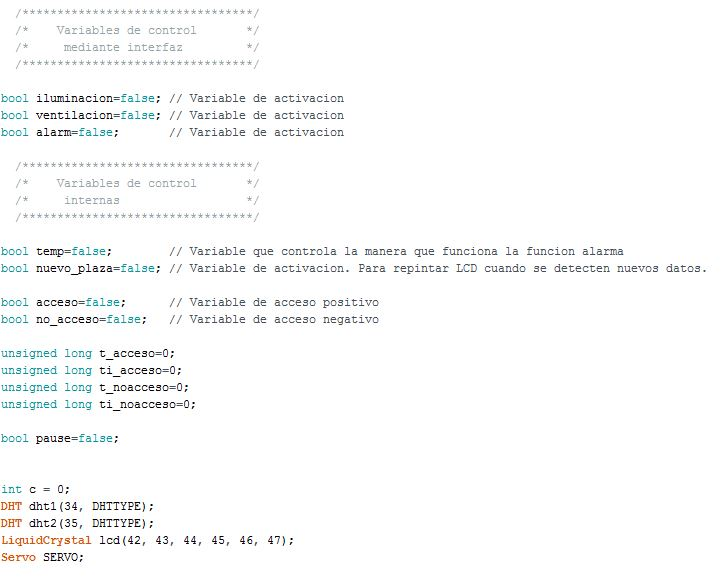 /*********************************/
/*    Variables de control       */
/*     mediante interfaz         */
/*********************************/
bool iluminacion=false; // Variable de activacion
bool ventilacion=false; // Variable de activacion
bool alarm=false;       // Variable de activacion
/*********************************/
/*    Variables de control       */
/*     internas                  */
/*********************************/
bool temp=false;        // Variable que controla la manera que funciona la funcion alarma
bool nuevo_plaza=false; // Variable de activacion. Para repintar LCD cuando se detecten nuevos datos.
bool acceso=false;      // Variable de acceso positivo
bool no_acceso=false;   // Variable de acceso negativo
unsigned long t_acceso=0;
unsigned long ti_acceso=0;
unsigned long t_noacceso=0;
unsigned long ti_noacceso=0;
bool pause=false;
int c = 0;
DHT dht1(34, DHTTYPE);
DHT dht2(35, DHTTYPE);
LiquidCrystal lcd(42, 43, 44, 45, 46, 47);
Servo SERVO;